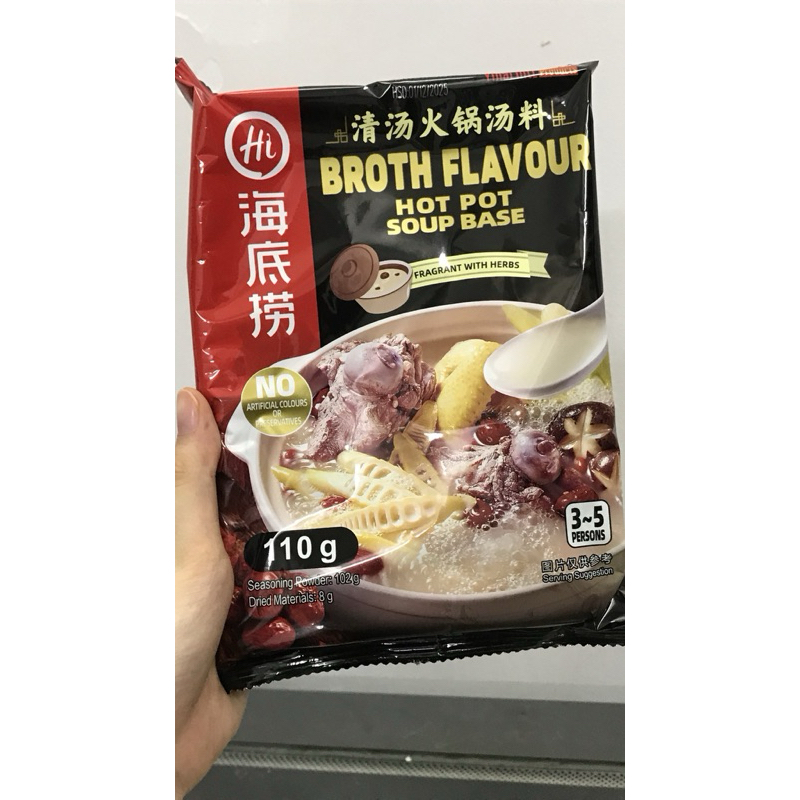 HSD:01/12/2025
清汤火锅汤料
BROTH FLAVOUR
HOT POT
SOUP BASE
FRAGRANT WITH HERBS
Hi
海底捞
NO
ARTIFICIAL COLOURS
OR
PRESERVATIVES
110 g
Seasoning Powder: 102 g
Dried Materials: 8 g
3~5
PERSONS
图片仅供参考
Serving Suggestion